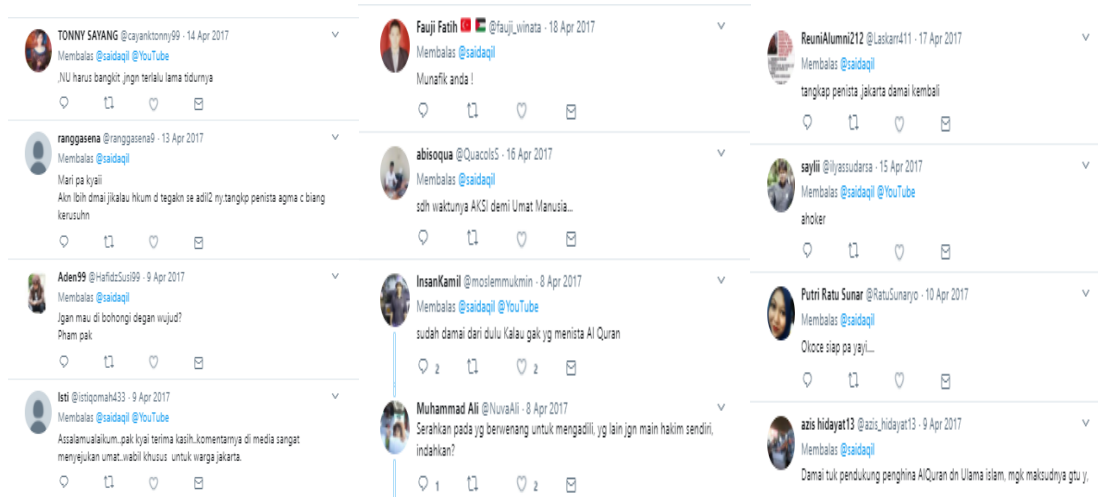 TONNY SAYANG @cayanktonny99 · 14 Apr 2017
Membalas @saidaqil @YouTube
,NU harus bangkit ,jngn terlalu lama tidurnya
ranggasena @ranggasena9 · 13 Apr 2017
Membalas @saidaqil
Mari pa kyaii
Akn lbih dmai jikalau hkum d tegakn se adil2 ny.tangkp penista agma c biang
kerusuhn
Aden99 @HafidzSusi99 · 9 Apr 2017
Membalas @saidaqil
Jgan mau di bohongi degan wujud?
Pham pak
Isti @istiqomah433 · 9 Apr 2017
Membalas @saidaqil @YouTube
Assalamualaikum..pak kyai terima kasih..komentarnya di media sangat
menyejukan umat..wabil khusus untuk warga jakarta.
Fauji Fatih @fauji_winata · 18 Apr 2017
Membalas @saidaqil
Munafik anda !
abisoqua @QuacolsS · 16 Apr 2017
Membalas @saidaqil
sdh waktunya AKSI demi Umat Manusia...
InsanKamil @moslemmukmin · 8 Apr 2017
Membalas @saidaqil @YouTube
sudah damai dari dulu Kalau gak yg menista Al Quran
2 2
Muhammad Ali @NuvaAli · 8 Apr 2017
Serahkan pada yg berwenang untuk mengadili, yg lain jgn main hakim sendiri,
indahkan?
1 2
ReuniAlumni212 @Laskarr411 · 17 Apr 2017
Membalas @saidaqil
tangkap penista ,jakarta damai kembali
saylii @ilyassudarsa · 15 Apr 2017
Membalas @saidaqil @YouTube
ahoker
Putri Ratu Sunar @RatuSunaryo · 10 Apr 2017
Membalas @saidaqil
Okoce siap pa yayi....
azis hidayat13 @azis_hidayat13 · 9 Apr 2017
Membalas @saidaqil
Damai tuk pendukung penghina AlQuran dn Ulama islam, mgk maksudnya gtu y,